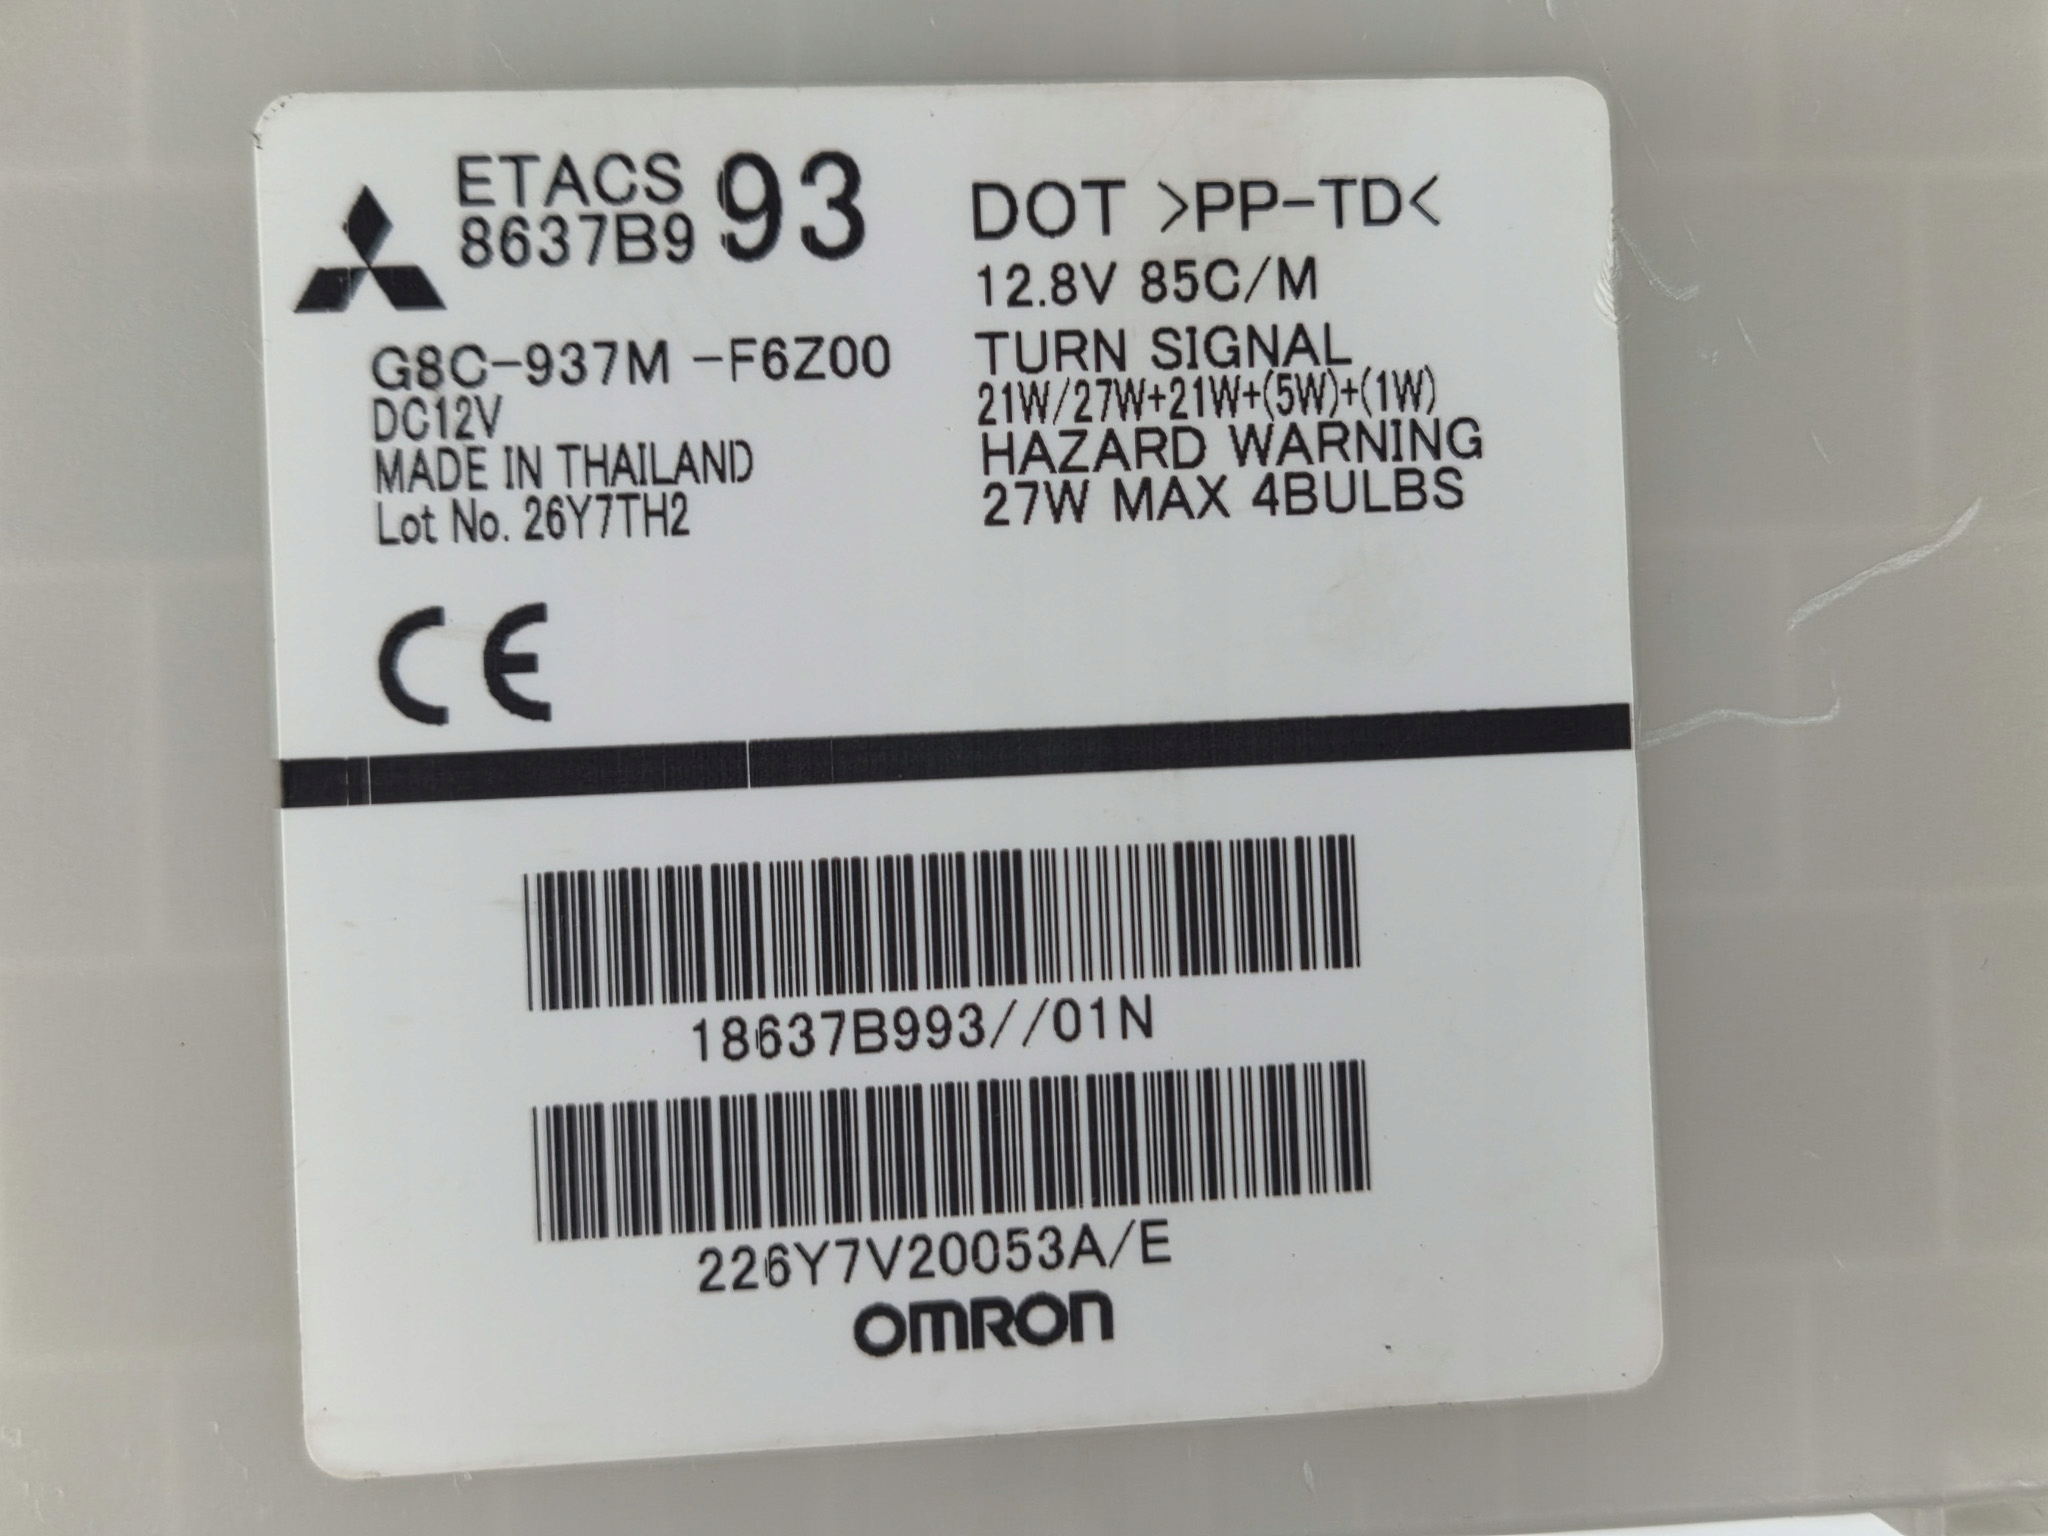 ETACS
8637B9 93
G8C-937M -F6Z00
DC12V
MADE IN THAILAND
Lot No. 26Y7TH2
CE
DOT >PP-TD<
12.8V 85C/M
TURN SIGNAL
21W/27W+21W+(5W)+(1W)
HAZARD WARNING
27W MAX 4BULBS
18637B993//01N
226Y7V20053A/E
OMRON